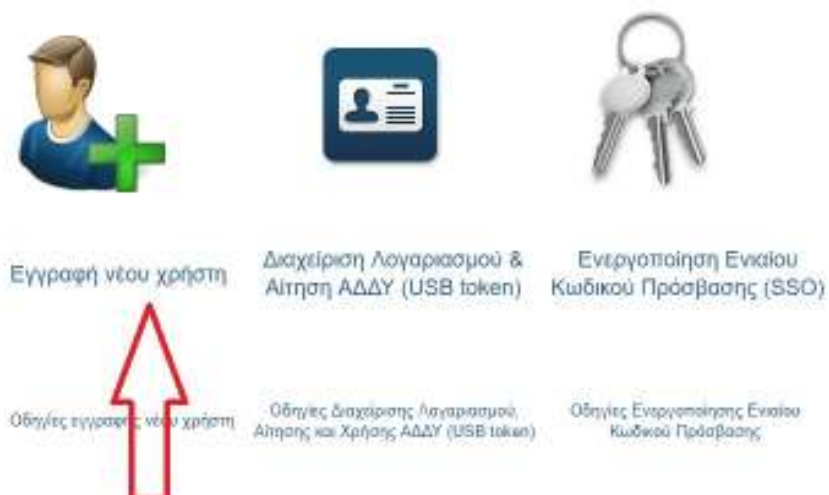 Εγγραφή νέου χρήστη
Διαχείριση Λογαριασμού &
Αίτηση ΑΔΔΥ (USB token)
Ενεργοποίηση Ενιαίου
Κωδικού Πρόσβασης (SSO)
Οδηγίες εγγραφής νέου χρήστη
Οδηγίες Διαχείρισης Λογαριασμού,
Αίτησης και Χρήσης ΑΔΔΥ (USB token)
Οδηγίες Ενεργοποίησης Ενιαίου
Κωδικού Πρόσβασης